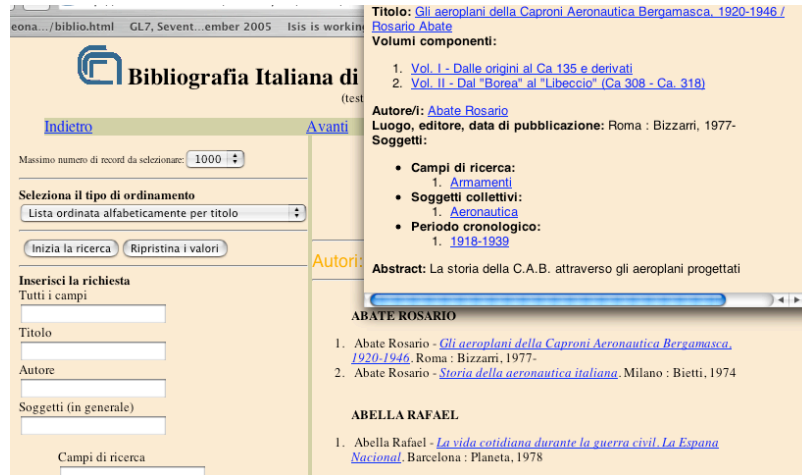 eona.../biblio.html GL7, Sevent...ember 2005 Isis is workin
Bibliografia Italiana di
(test
Indietro Avanti
Massimo numero di record da selezionare: 1000
Seleziona il tipo di ordinamento
Lista ordinata alfabeticamente per titolo
Inizia la ricerca Ripristina i valori
Inserisci la richiesta
Tutti i campi
Titolo
Autore
Soggetti (in generale)
Campi di ricerca
Titolo: Gli aeroplani della Caproni Aeronautica Bergamasca, 1920-1946 /
Rosario Abate
Volumi componenti:
1. Vol. I - Dalle origini al Ca 135 e derivati
2. Vol. II - Dal "Borea" al "Libeccio" (Ca 308 - Ca. 318)
Autore/i: Abate Rosario
Luogo, editore, data di pubblicazione: Roma : Bizzarri, 1977-
Soggetti:
• Campi di ricerca:
1. Armamenti
• Soggetti collettivi:
1. Aeronautica
• Periodo cronologico:
1. 1918-1939
Abstract: La storia della C.A.B. attraverso gli aeroplani progettati
Autori:
ABATE ROSARIO
1. Abate Rosario - Gli aeroplani della Caproni Aeronautica Bergamasca,
1920-1946. Roma : Bizzarri, 1977-
2. Abate Rosario - Storia della aeronautica italiana. Milano : Bietti, 1974
ABELLA RAFAEL
1. Abella Rafael - La vida cotidiana durante la guerra civil. La Espana
Nacional. Barcelona : Planeta, 1978